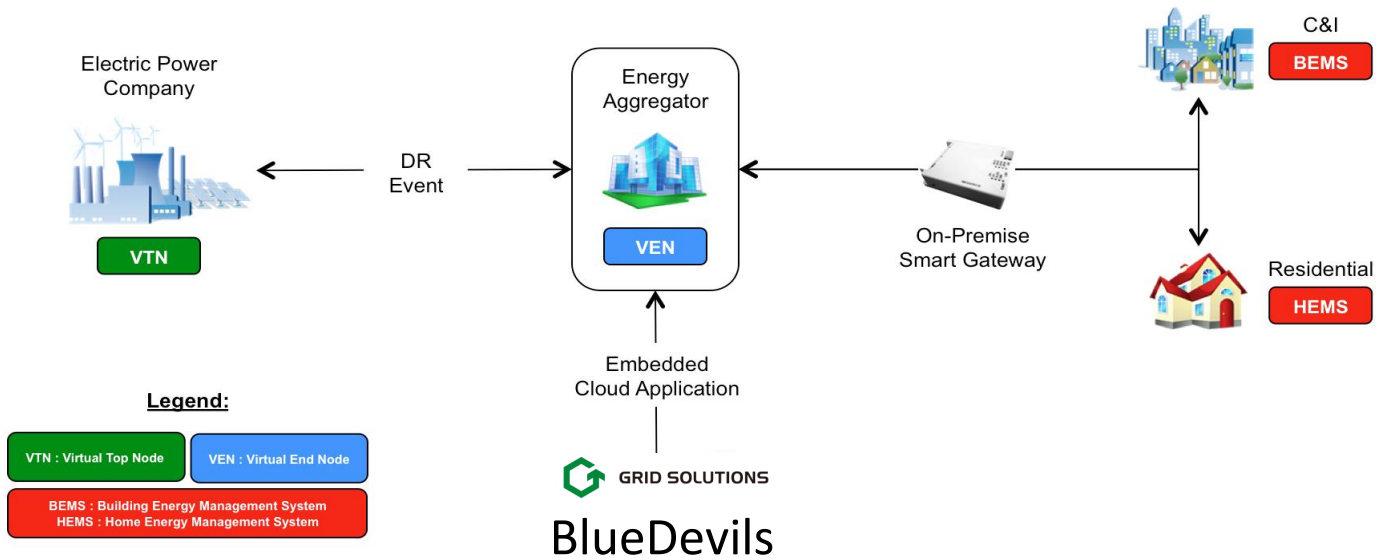 Electric Power
Company
VTN
DR
Event
Energy
Aggregator
VEN
On-Premise
Smart Gateway
C&I
BEMS
Residential
HEMS
Embedded
Cloud Application
GRID SOLUTIONS
BlueDevils
Legend:
VTN : Virtual Top Node
VEN : Virtual End Node
BEMS : Building Energy Management System
HEMS : Home Energy Management System